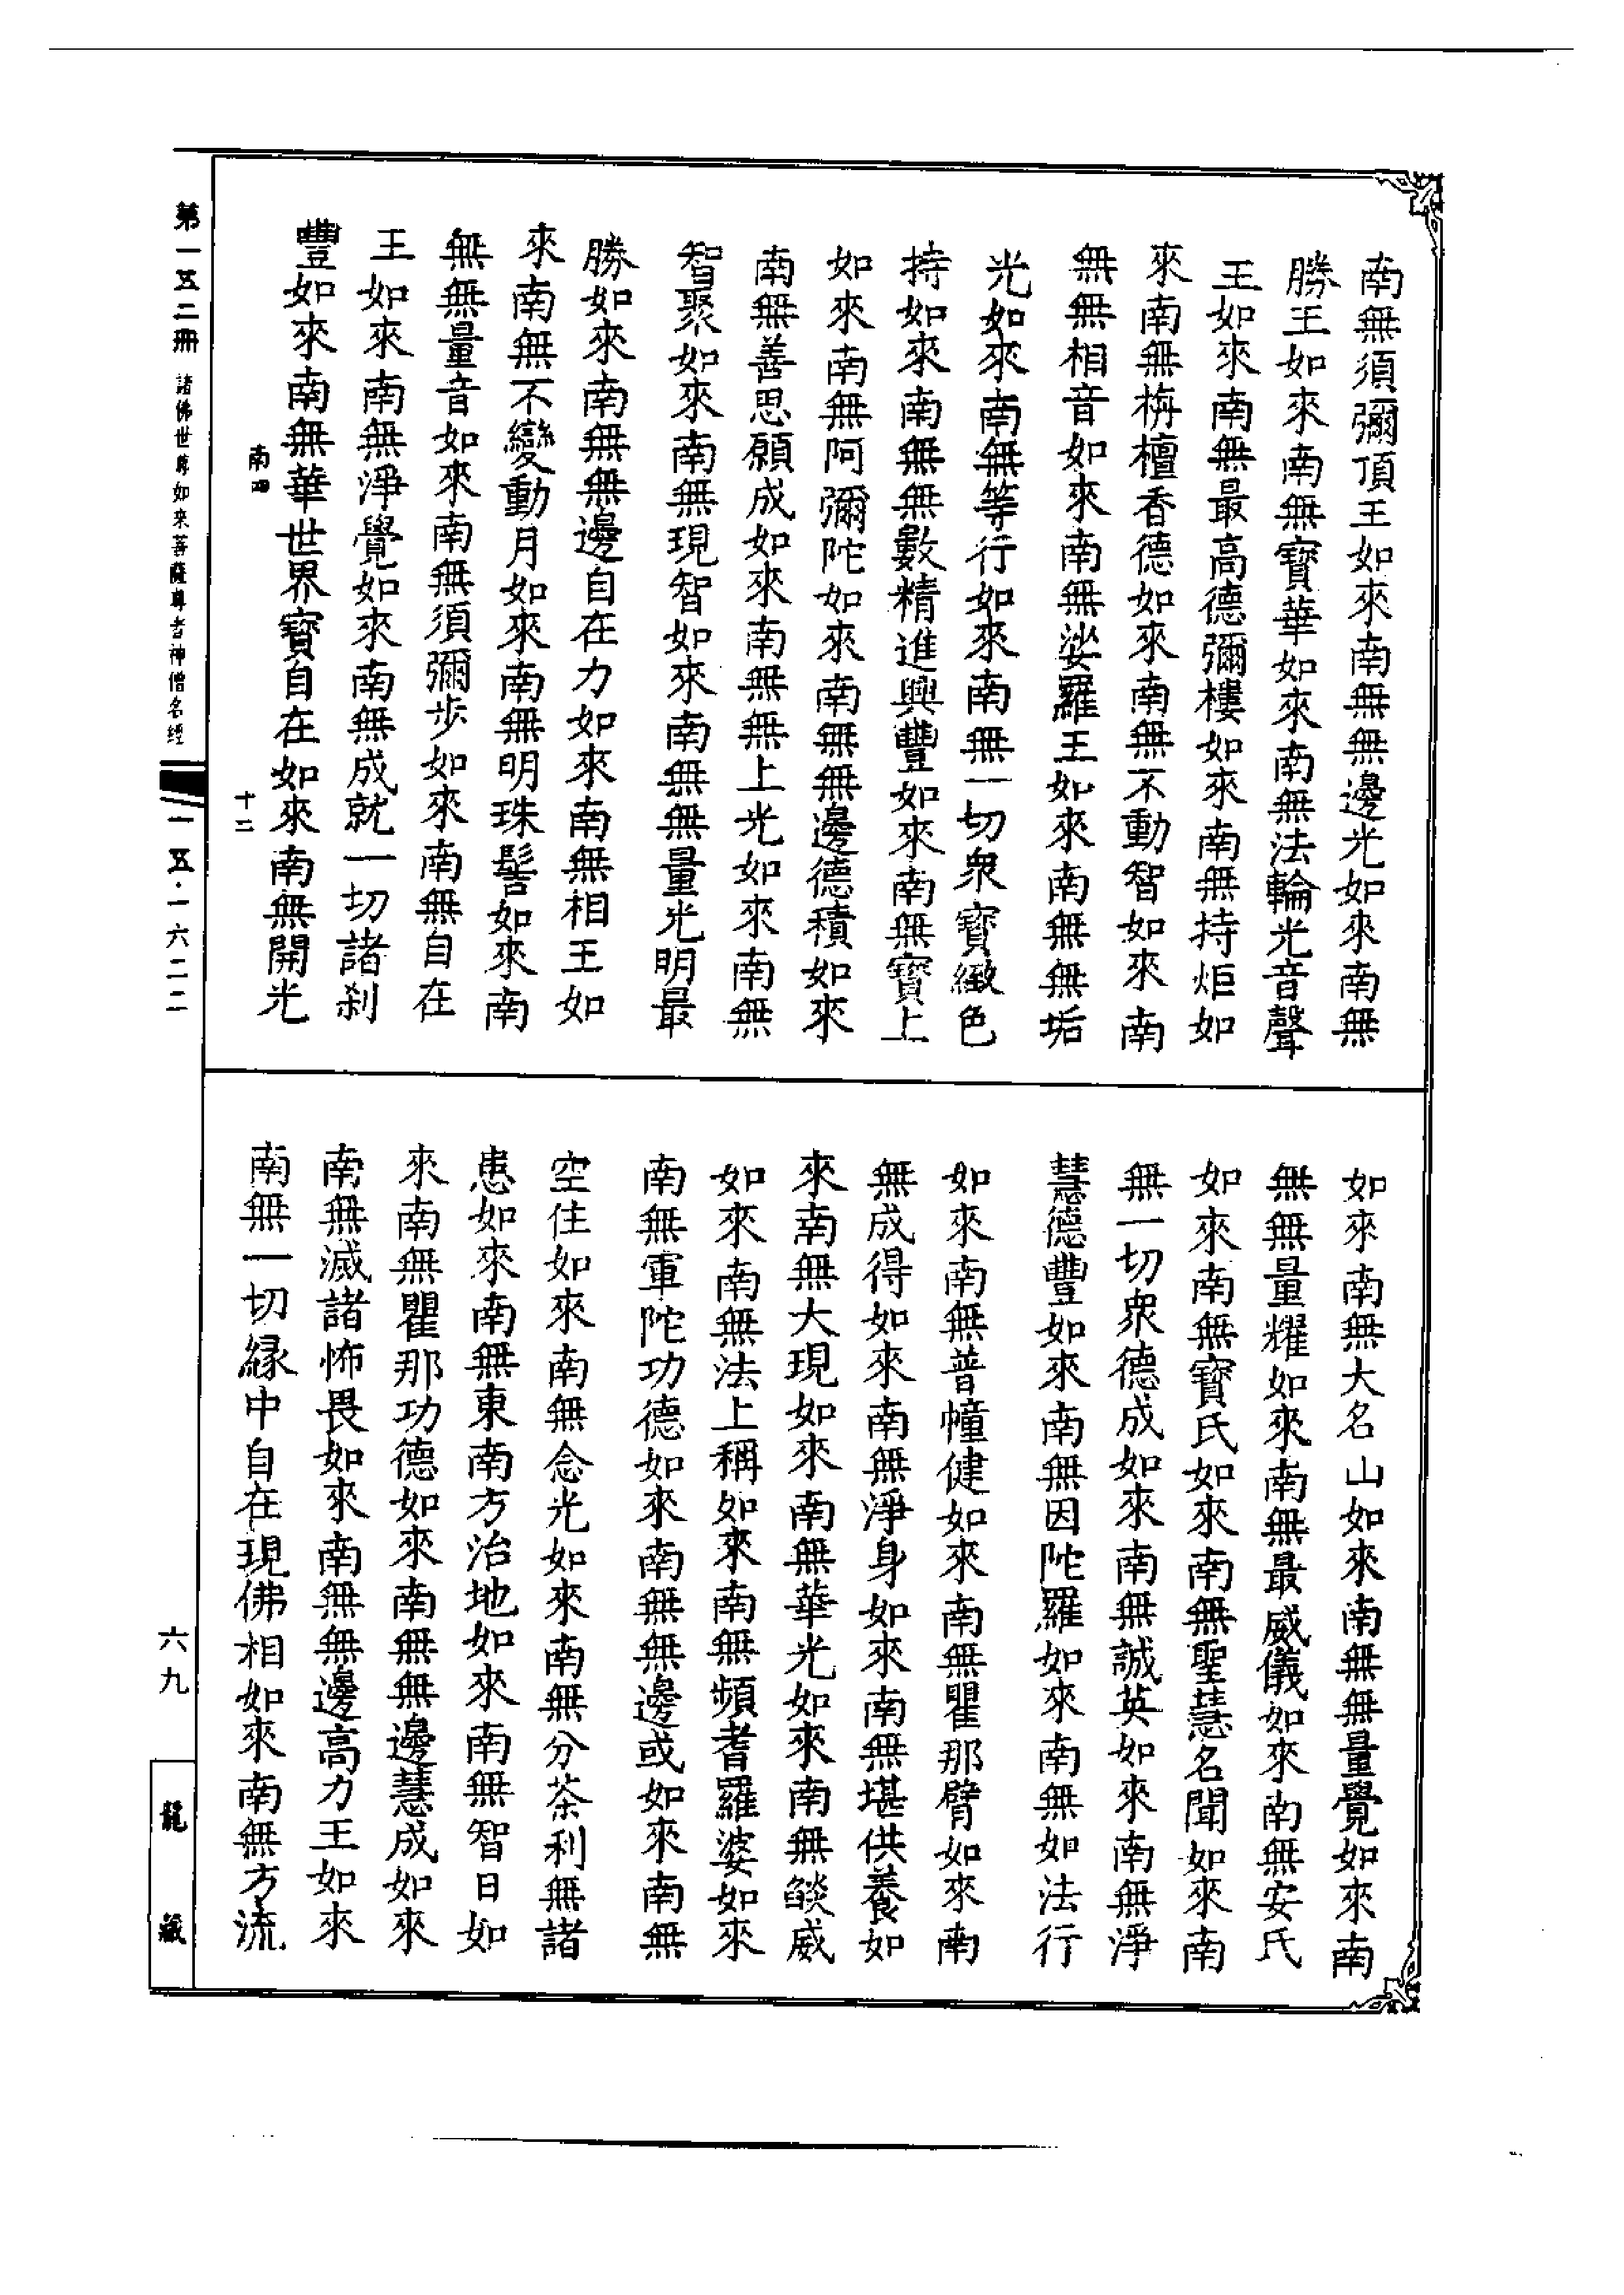 南無須彌頂王如來南無無邊光如來南無
勝王如來南無寶華如來南無法輪光音聲
王如來南無最高德彌樓如來南無持炬如
來南無栴檀香德如來南無不動智如來南
無無相音如來南無娑羅王如來南無無垢
光如來南無等行如來南無一切衆寶緻色
持如來南無無數精進興豐如來南無寶上
如來南無阿彌陀如來南無無邊德積如來
南無善思願成如來南無無上光如來南無
智聚如來南無現智如來南無無量光明最
勝如來南無無邊自在力如來南無相王如
來南無不變動月如來南無明珠髻如來南
無無量音如來南無須彌步如來南無自在
王如來南無淨覺如來南無成就一切諸刹
豐如來南無華世界寶自在如來南無開光
南四 十二
如來南無大名山如來南無無量覺如來南
無無量耀如來南無最威儀如來南無安氏
如來南無寶氏如來南無聖慧名聞如來南
無一切衆德成如來南無誠英如來南無淨
慧德豐如來南無因陀羅如來南無如法行
如來南無普幢健如來南無瞿那臂如來南
無成得如來南無淨身如來南無堪供養如
來南無大現如來南無華光如來南無燄威
如來南無法上稱如來南無頻耆羅婆如來
南無軍陀功德如來南無無邊或如來南無
空住如來南無念光如來南無分茶利無諸
患如來南無東南方治地如來南無智日如
來南無瞿那功德如來南無無邊慧成如來
南無滅諸怖畏如來南無無邊高力王如來
南無一切緣中自在現佛相如來南無方流
第一五二冊 諸佛世尊如來菩薩尊者神僧名經
一五·一六二二
六九
龍藏